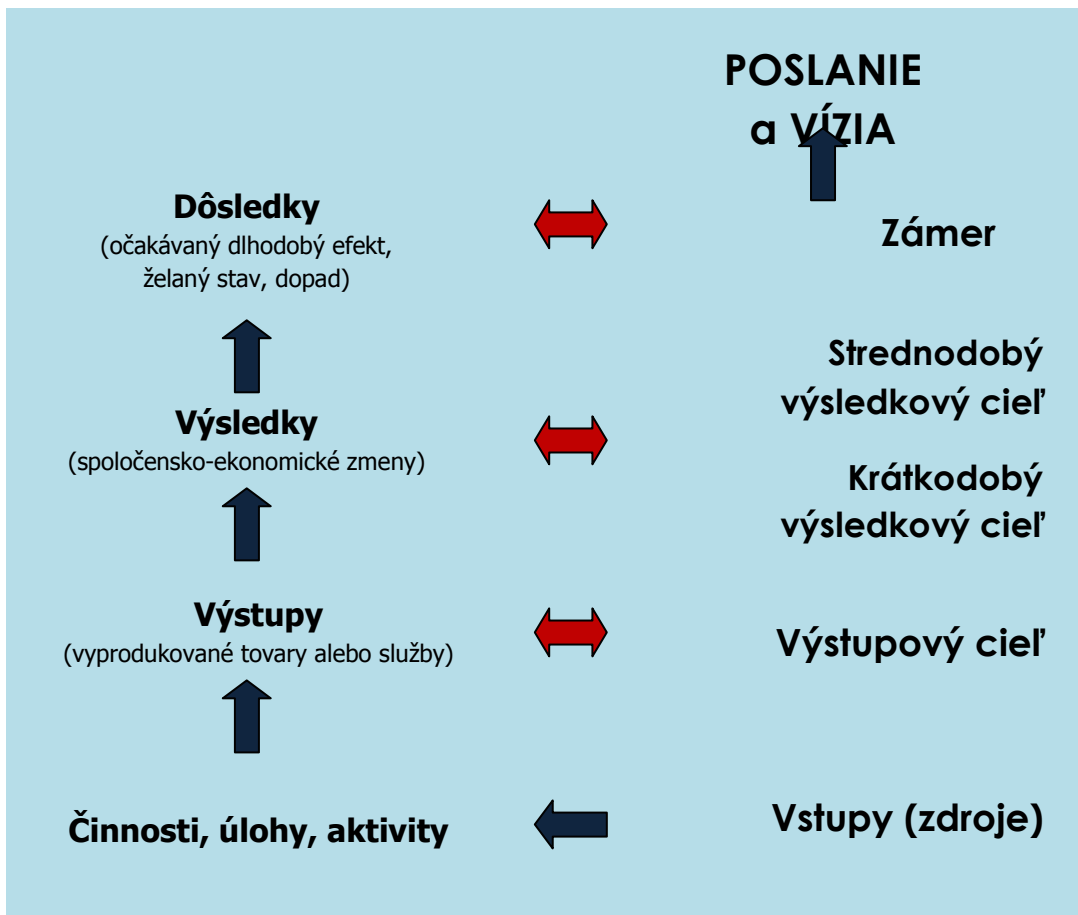 POSLANIE
a VÍZIA
Dôsledky
(očakávaný dlhodobý efekt,
želaný stav, dopad)
Zámer
Strednodobý
výsledkový cieľ
Výsledky
(spoločensko-ekonomické zmeny)
Krátkodobý
výsledkový cieľ
Výstupy
(vyprodukované tovary alebo služby)
Výstupový cieľ
Činnosti, úlohy, aktivity
Vstupy (zdroje)